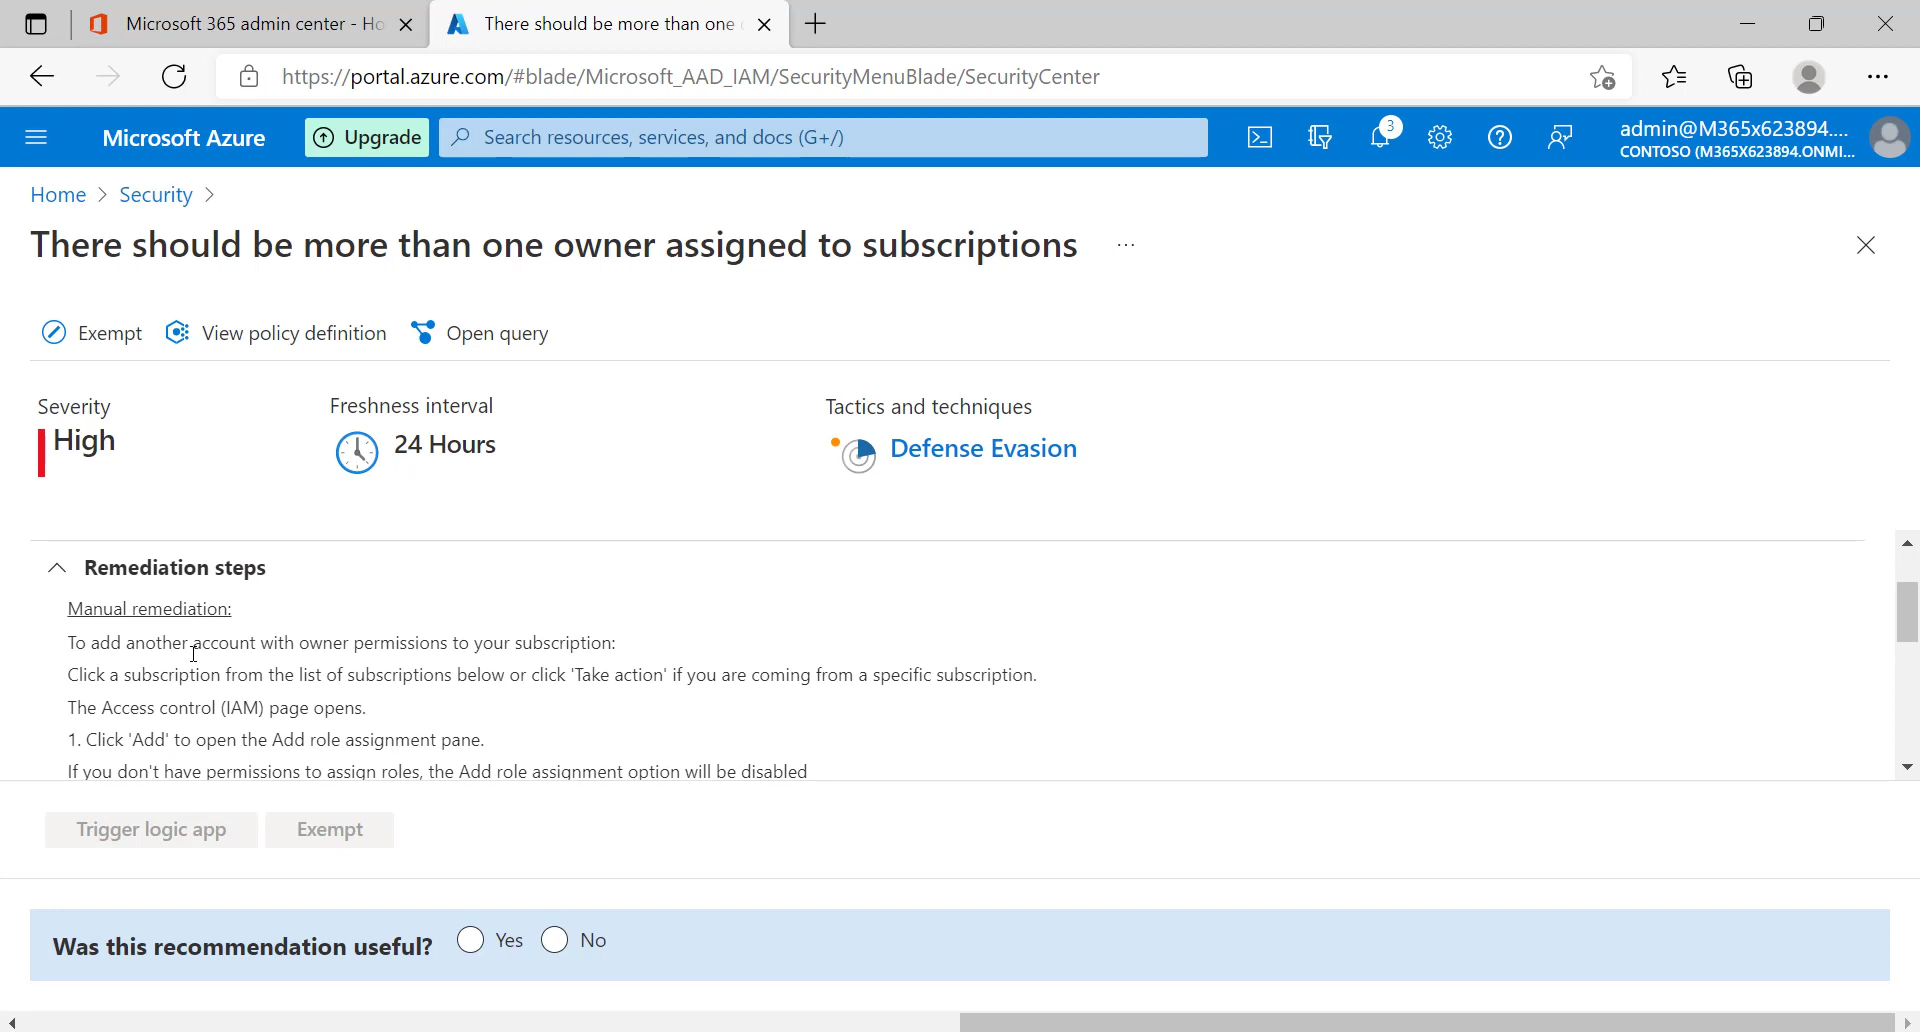 Microsoft 365 admin center - Ho
There should be more than one
https://portal.azure.com/#blade/Microsoft_AAD_IAM/SecurityMenuBlade/SecurityCenter
Microsoft Azure
Upgrade
Search resources, services, and docs (G+/)
3
admin@M365x623894....
CONTOSO (M365X623894.ONMI...
Home > Security >
There should be more than one owner assigned to subscriptions ...
Exempt
View policy definition
Open query
Severity
High
Freshness interval
24 Hours
Tactics and techniques
Defense Evasion
Remediation steps
Manual remediation:
To add another account with owner permissions to your subscription:
Click a subscription from the list of subscriptions below or click 'Take action' if you are coming from a specific subscription.
The Access control (IAM) page opens.
1. Click 'Add' to open the Add role assignment pane.
If you don't have permissions to assign roles, the Add role assignment option will be disabled
Trigger logic app
Exempt
Was this recommendation useful?
Yes
No